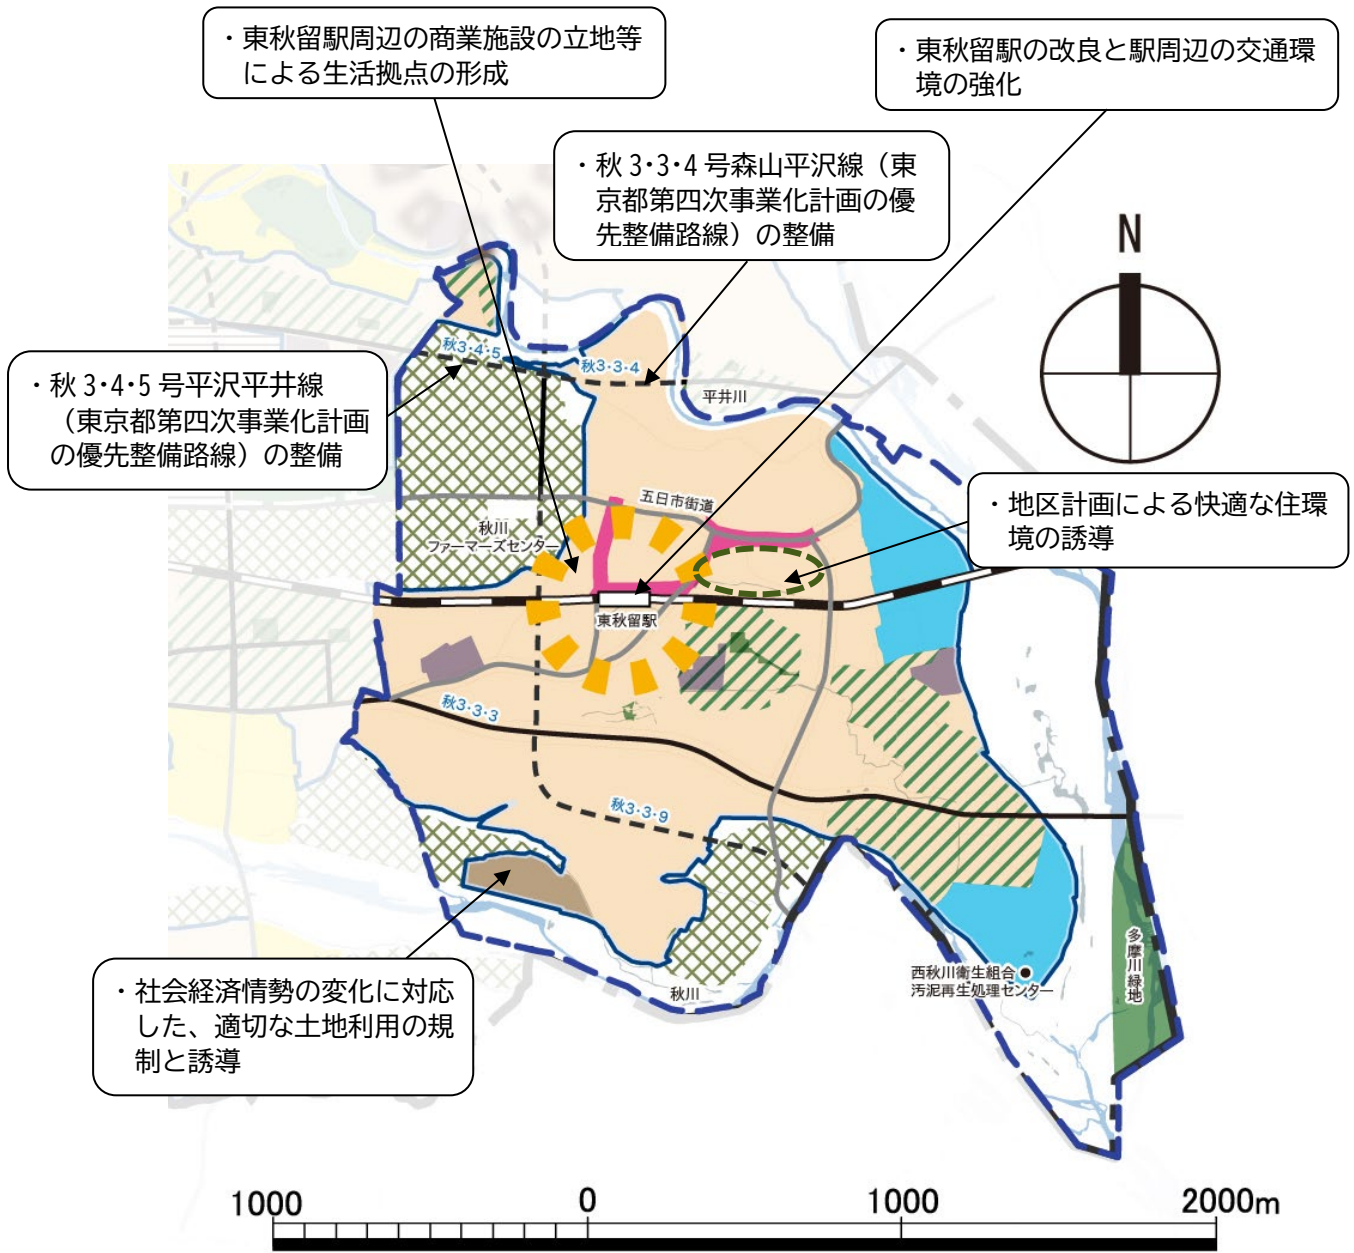 ・東秋留駅周辺の商業施設の立地等
による生活拠点の形成
・東秋留駅の改良と駅周辺の交通環
境の強化
・秋 3・3・4 号森山平沢線（東
京都第四次事業化計画の優
先整備路線）の整備
N
・秋 3・4・5 号平沢平井線
（東京都第四次事業化計画
の優先整備路線）の整備
秋3・4・5
秋3・3・4
平井川
・地区計画による快適な住環
境の誘導
五日市街道
秋川
ファーマーズセンター
東秋留駅
秋3・3・3
秋3・3・9
多摩川緑地
西秋川衛生組合
汚泥再生処理センター
秋川
・社会経済情勢の変化に対応
した、適切な土地利用の規
制と誘導
1000 0 1000 2000m